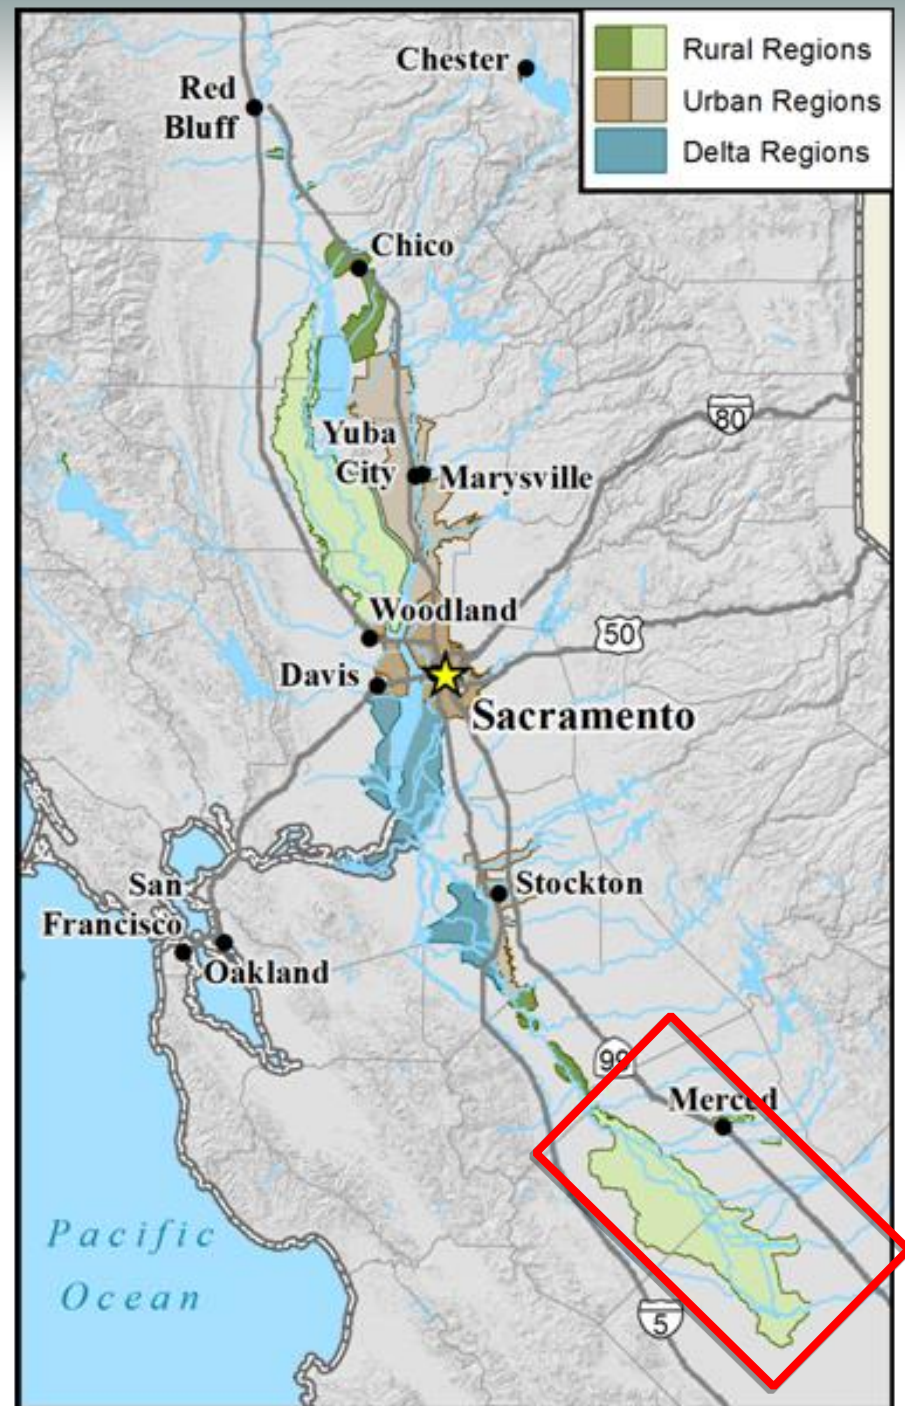 Rural Regions
Urban Regions
Delta Regions
Chester
Red
Bluff
Chico
80
Yuba
City
Marysville
Woodland
50
Davis
Sacramento
Stockton
San
Francisco
Oakland
99
Merced
Pacific
Ocean
5